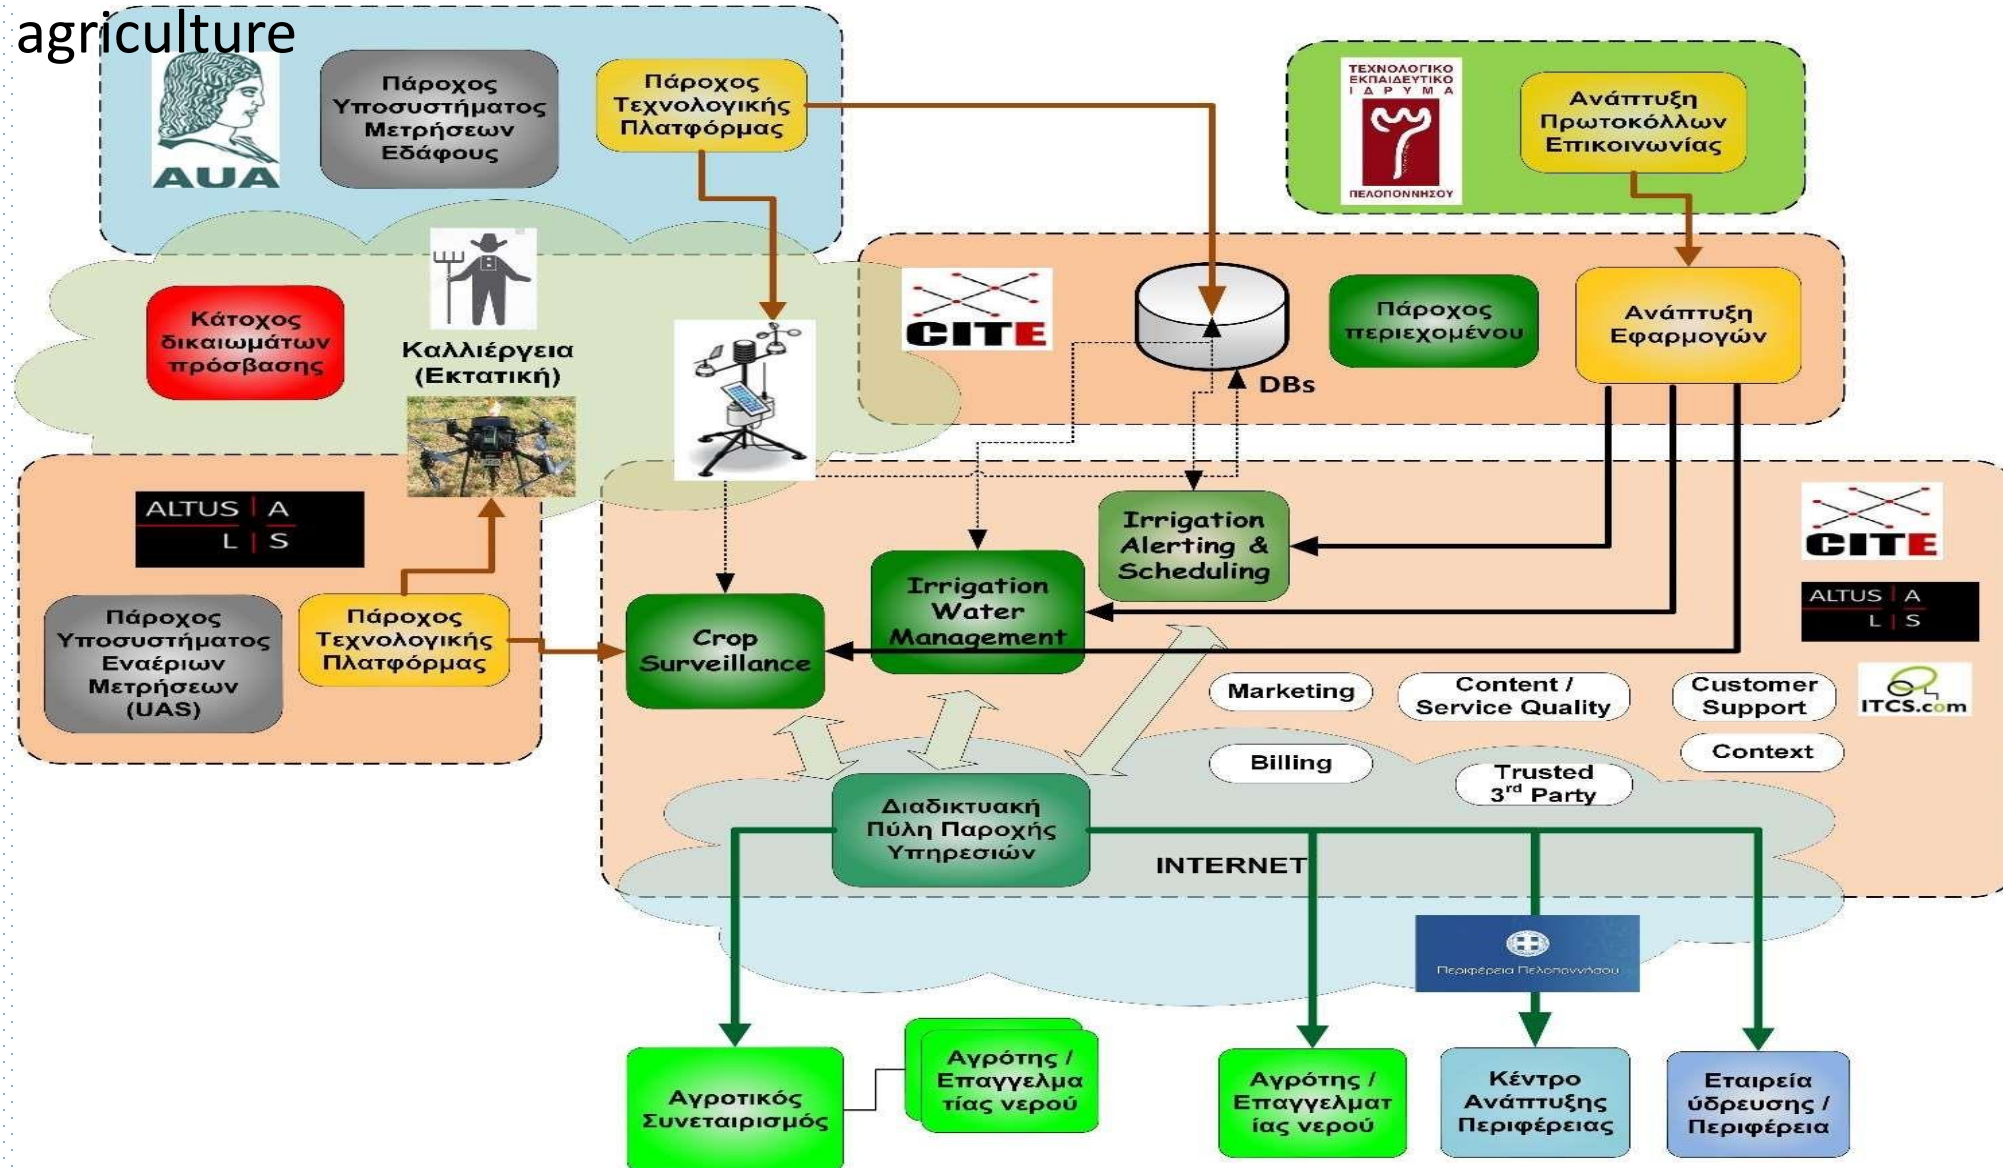 agriculture
AUA
Πάροχος
Υποσυστήματος
Μετρήσεων
Εδάφους
Πάροχος
Τεχνολογικής
Πλατφόρμας
ΤΕΧΝΟΛΟΓΙΚΟ
ΕΚΠΑΙΔΕΥΤΙΚΟ
Ι Δ Ρ Υ Μ Α
ΠΕΛΟΠΟΝΝΗΣΟΥ
Ανάπτυξη
Πρωτοκόλλων
Επικοινωνίας
Κάτοχος
δικαιωμάτων
πρόσβασης
Καλλιέργεια
(Εκτατική)
CITE
DBs
Πάροχος
περιεχομένου
Ανάπτυξη
Εφαρμογών
ALTUS A
L S
Πάροχος
Υποσυστήματος
Εναέριων
Μετρήσεων
(UAS)
Πάροχος
Τεχνολογικής
Πλατφόρμας
Crop
Surveillance
Irrigation
Water
Management
Irrigation
Alerting &
Scheduling
CITE
ALTUS A
L S
ITCS.com
Marketing
Content /
Service Quality
Customer
Support
Billing
Trusted
3rd Party
Context
Διαδικτυακή
Πύλη Παροχής
Υπηρεσιών
INTERNET
Περιφέρεια Πελοποννήσου
Αγροτικός
Συνεταιρισμός
Αγρότης /
Επαγγελμα
τίας νερού
Αγρότης /
Επαγγελματ
ίας νερού
Κέντρο
Ανάπτυξης
Περιφέρειας
Εταιρεία
ύδρευσης /
Περιφέρεια